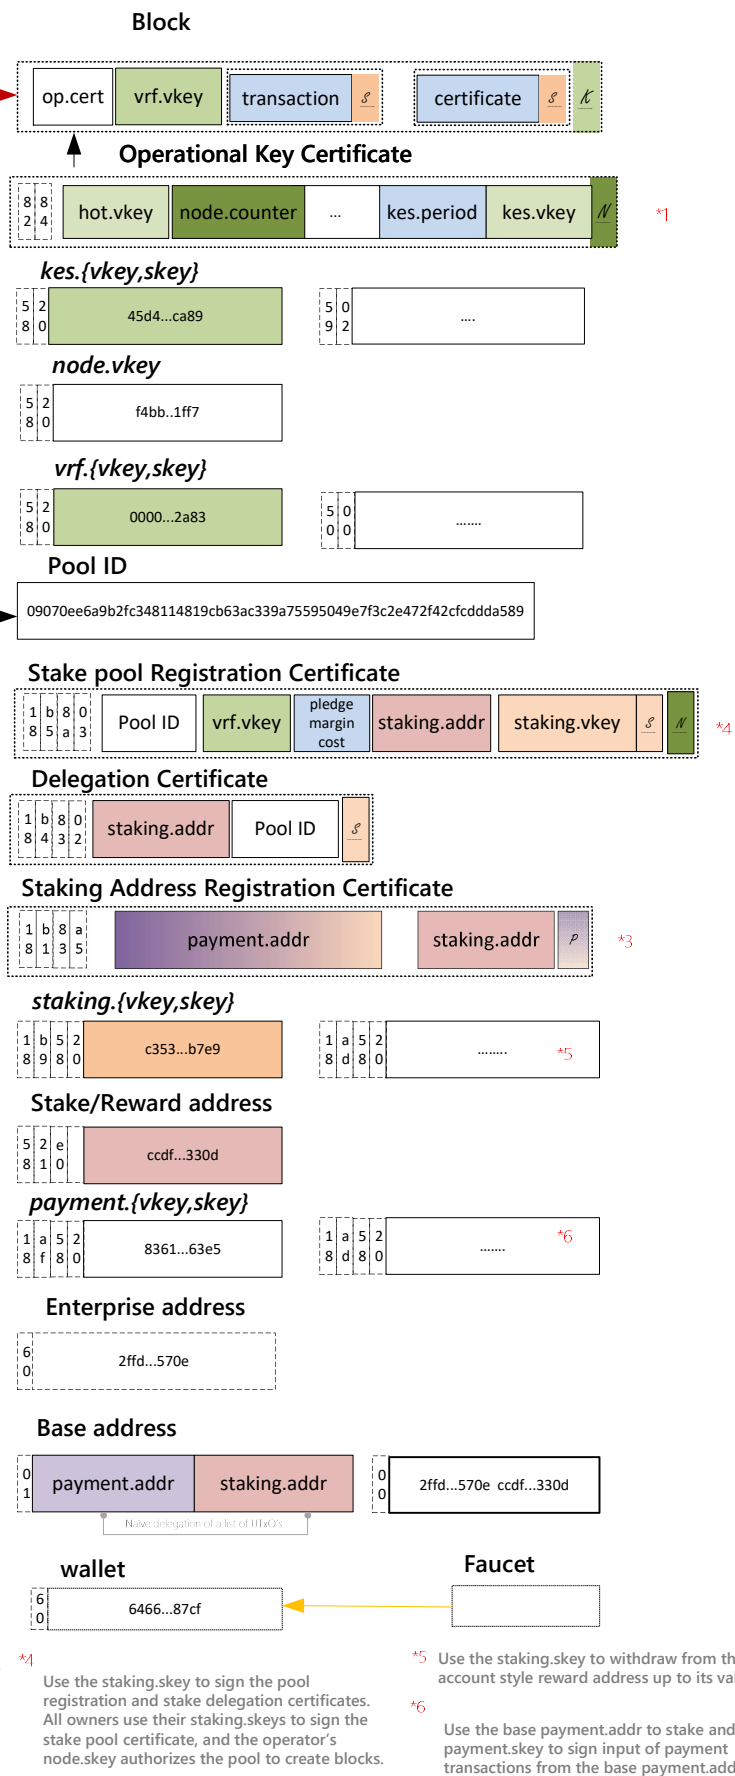 Block
op.cert vrf.vkey transaction S certificate S K
Operational Key Certificate
8 8
2 4
hot.vkey node.counter ... kes.period kes.vkey N *1
kes.{vkey,skey}
5 2
8 0
45d4...ca89
5 0
9 2
....
node.vkey
5 2
8 0
f4bb..1ff7
vrf.{vkey,skey}
5 2
8 0
0000...2a83
5 0
0 0
.......
Pool ID
09070ee6a9b2fc348114819cb63ac339a75595049e7f3c2e472f42cfcddda589
Stake pool Registration Certificate
1 b 8 0
8 5 a 3
Pool ID vrf.vkey
pledge
margin
cost
staking.addr staking.vkey S N *4
Delegation Certificate
1 b 8 0
8 4 3 2
staking.addr Pool ID S
Staking Address Registration Certificate
1 b 8 a
8 1 3 5
payment.addr staking.addr P *3
staking.{vkey,skey}
1 b 5 2
8 9 8 0
c353...b7e9
1 a 5 2
8 d 8 0
........ *5
Stake/Reward address
5 2 e
8 1 0
ccdf...330d
payment.{vkey,skey}
1 a 5 2
8 f 8 0
8361...63e5
1 a 5 2
8 d 8 0
....... *6
Enterprise address
6
0
2ffd...570e
Base address
0
1
payment.addr staking.addr
0
0
2ffd...570e ccdf...330d
Naïve delegation of a list of UTxO's
wallet Faucet
6
0
6466...87cf
*4
Use the staking.skey to sign the pool
registration and stake delegation certificates.
All owners use their staking.skeys to sign the
stake pool certificate, and the operator's
node.skey authorizes the pool to create blocks.
*5 Use the staking.skey to withdraw from th
account style reward address up to its val
*6
Use the base payment.addr to stake and
payment.skey to sign input of payment
transactions from the base payment.add